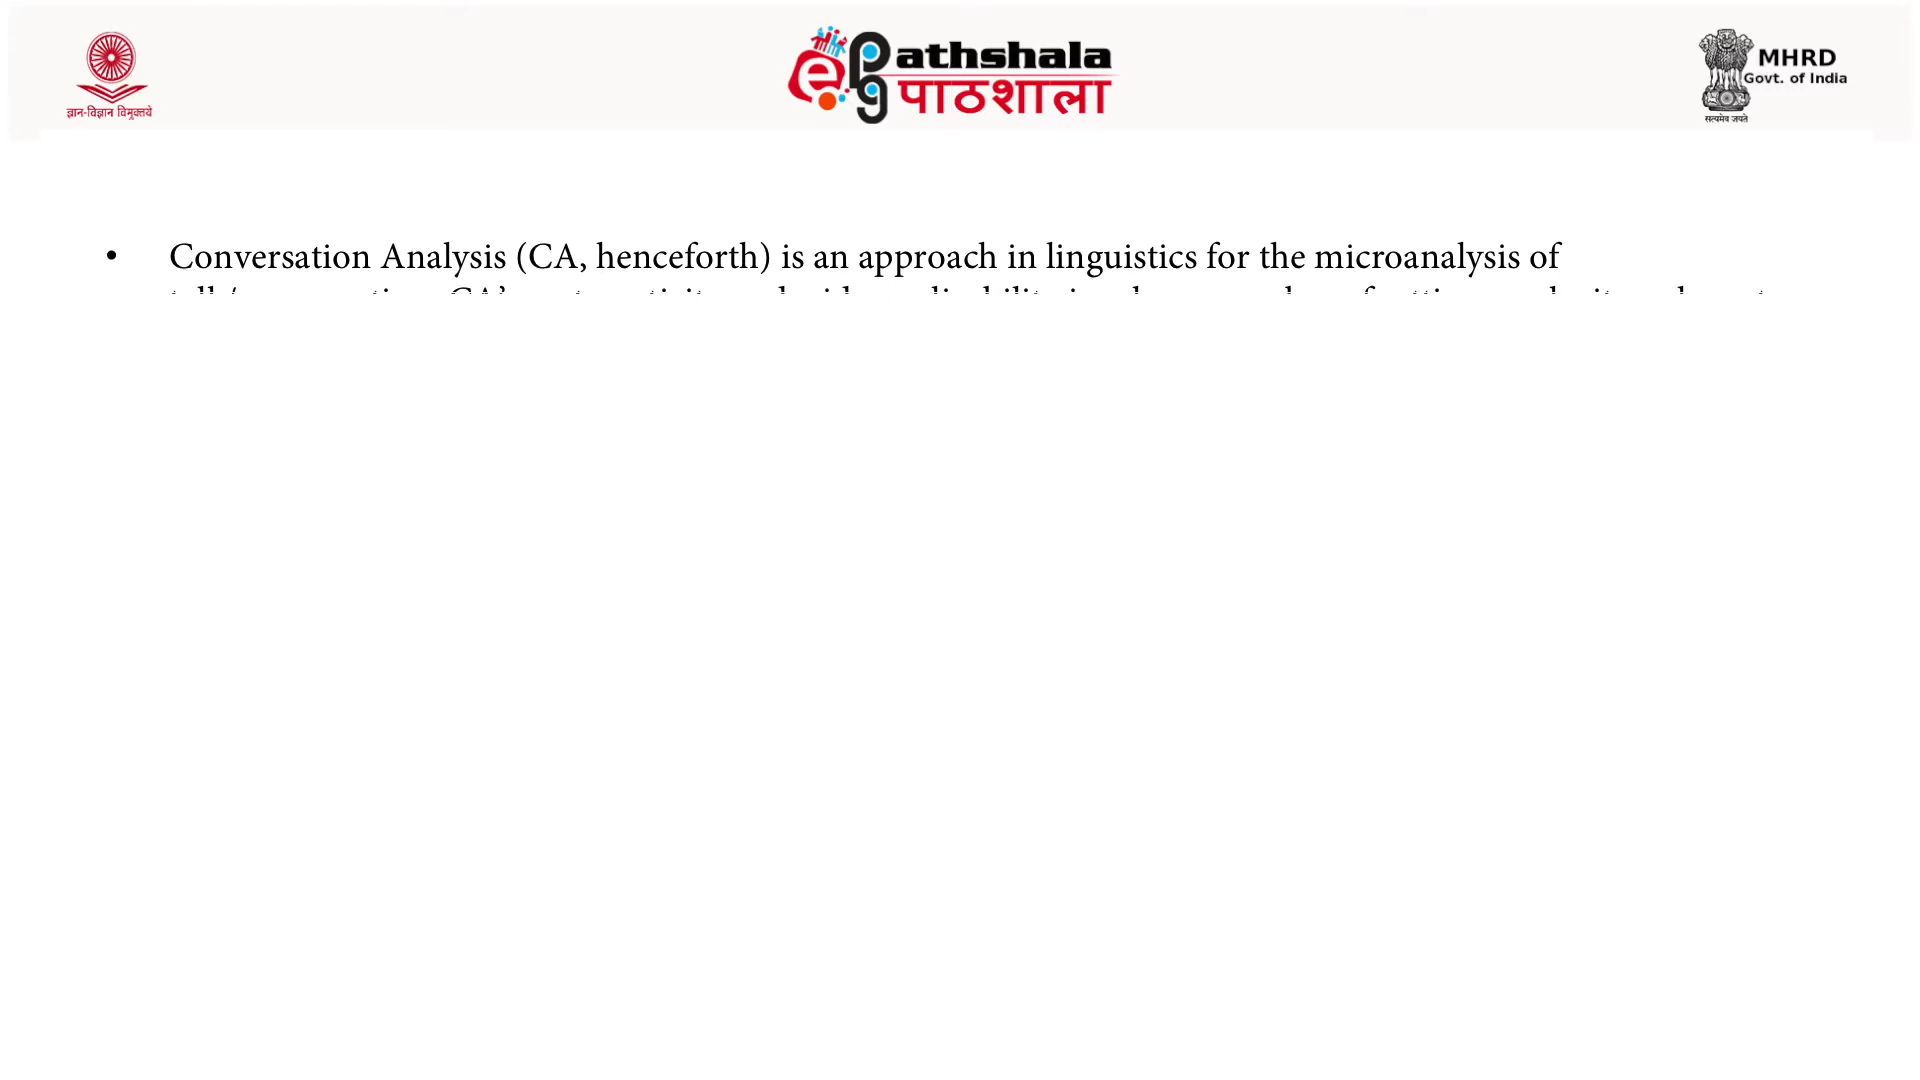 ज्ञान-विज्ञान विमुक्तये
e pg athshala
पाठशाला
MHRD
Govt. of India
सत्यमेव जयते
• Conversation Analysis (CA, henceforth) is an approach in linguistics for the microanalysis of